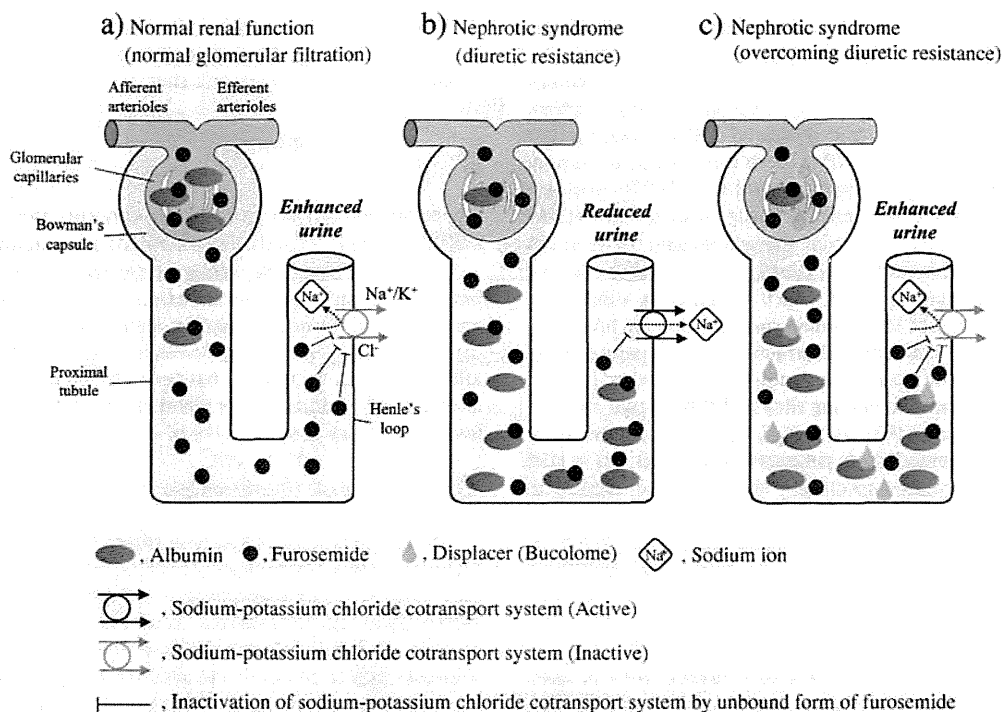 a) Normal renal function
(normal glomerular filtration)
b) Nephrotic syndrome
(diuretic resistance)
c) Nephrotic syndrome
(overcoming diuretic resistance)
Afferent
arterioles
Efferent
arterioles
Glomerular
capillaries
Bowman's
capsule
Enhanced
urine
Na⁺
Na⁺/K⁺
Cl⁻
Proximal
tubule
Henle's
loop
Reduced
urine
Na⁺
Enhanced
urine
Na⁺
, Albumin , Furosemide , Displacer (Bucolome) Na⁺ , Sodium ion
, Sodium-potassium chloride cotransport system (Active)
, Sodium-potassium chloride cotransport system (Inactive)
, Inactivation of sodium-potassium chloride cotransport system by unbound form of furosemide